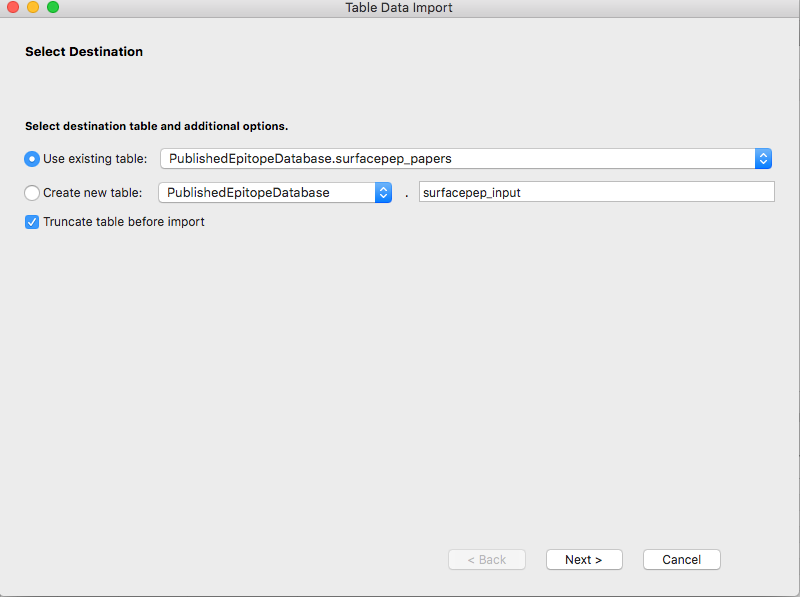 Table Data Import
Select Destination
Select destination table and additional options.
Use existing table: PublishedEpitopeDatabase.surfacepep_papers
Create new table: PublishedEpitopeDatabase . surfacepep_input
Truncate table before import
< Back Next > Cancel